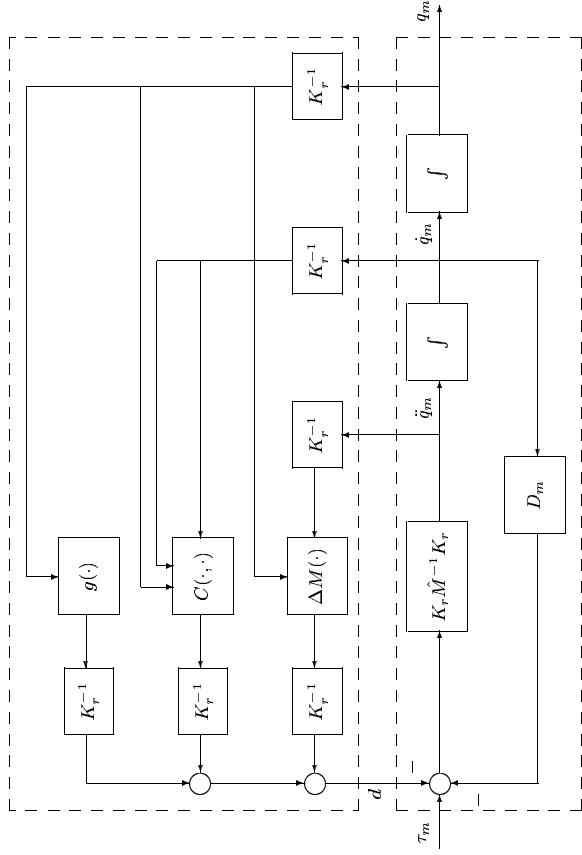 q_m
K_r^{-1}
∫
K_r^{-1}
q̇_m
∫
K_r^{-1}
q̈_m
D_m
g(·)
C(·,·)
ΔM(·)
K_r M̂^{-1} K_r
K_r^{-1}
K_r^{-1}
K_r^{-1}
−
d
−
τ_m